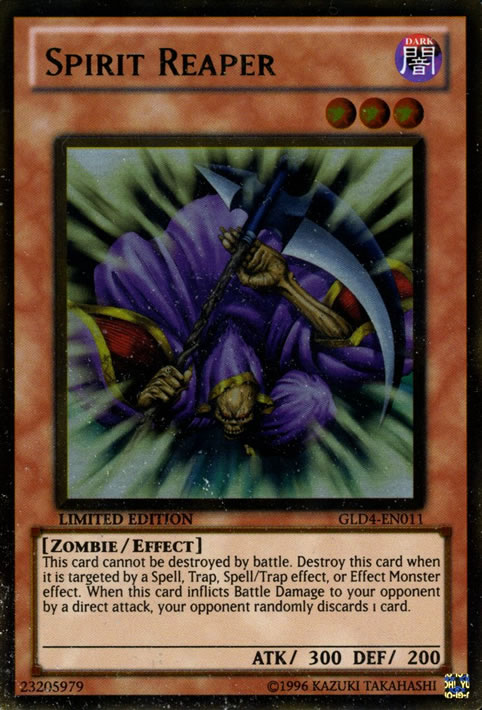 SPIRIT REAPER
DARK
闇
LIMITED EDITION
GLD4-EN011
[ZOMBIE/EFFECT]
This card cannot be destroyed by battle. Destroy this card when
it is targeted by a Spell, Trap, Spell/Trap effect, or Effect Monster
effect. When this card inflicts Battle Damage to your opponent
by a direct attack, your opponent randomly discards 1 card.
ATK/ 300 DEF/ 200
23205979
©1996 KAZUKI TAKAHASHI